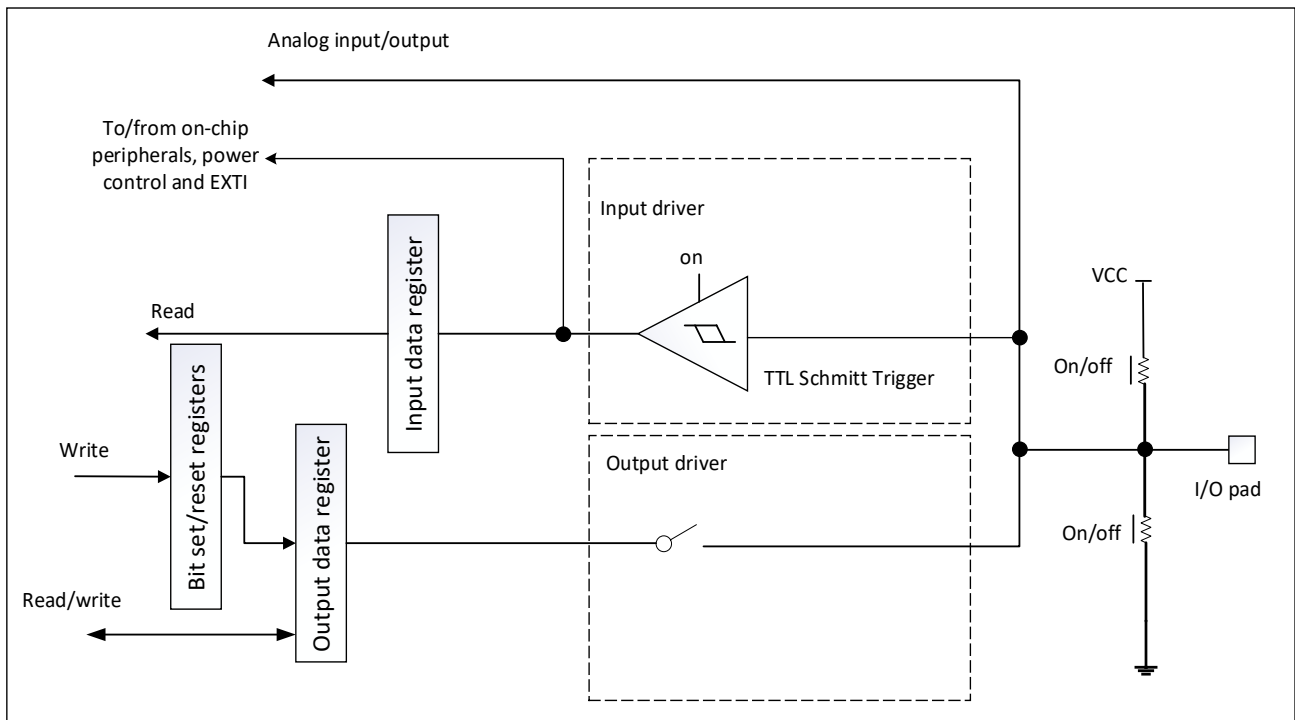 Analog input/output
To/from on-chip
peripherals, power
control and EXTI
Input driver
on
Input data register
VCC
Read
On/off
TTL Schmitt Trigger
Bit set/reset registers
Output data register
Write
Output driver
I/O pad
On/off
Read/write